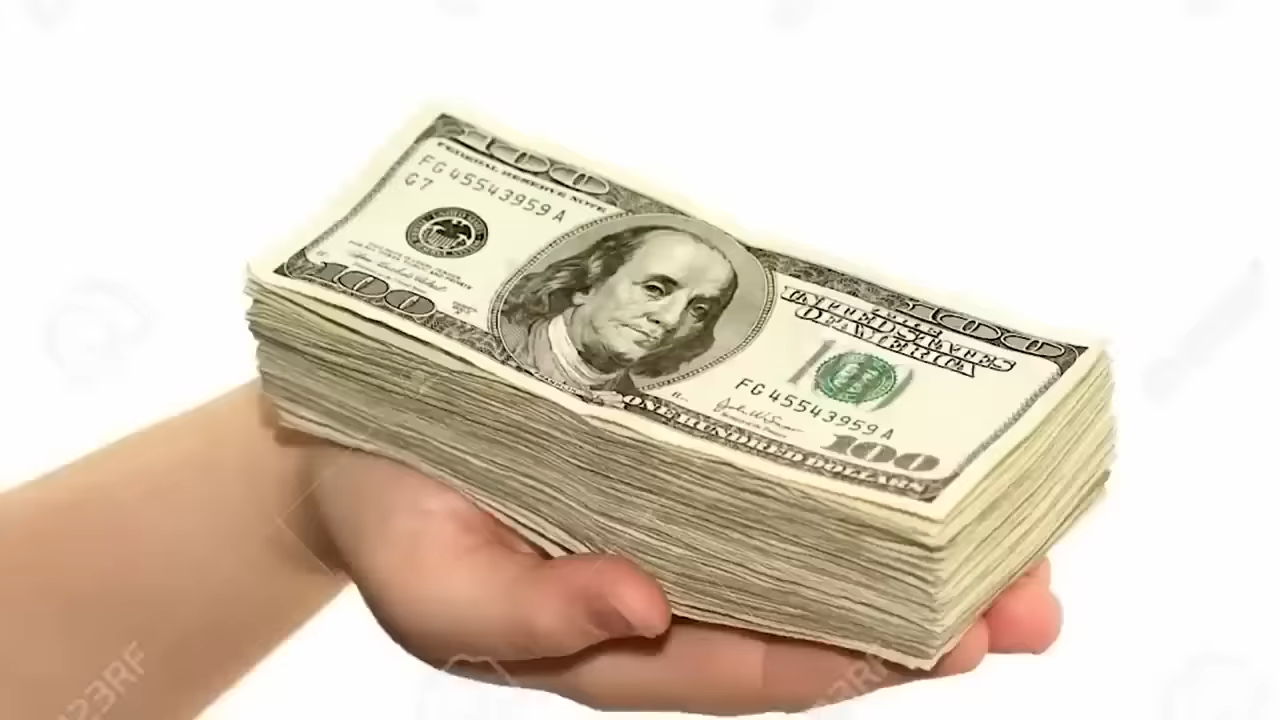 100
FEDERAL RESERVE NOTE
FG 45543959 A
G7
100
UNITED STATES
OF AMERICA
100
FG 45543959 A
100
ONE HUNDRED DOLLARS
123RF